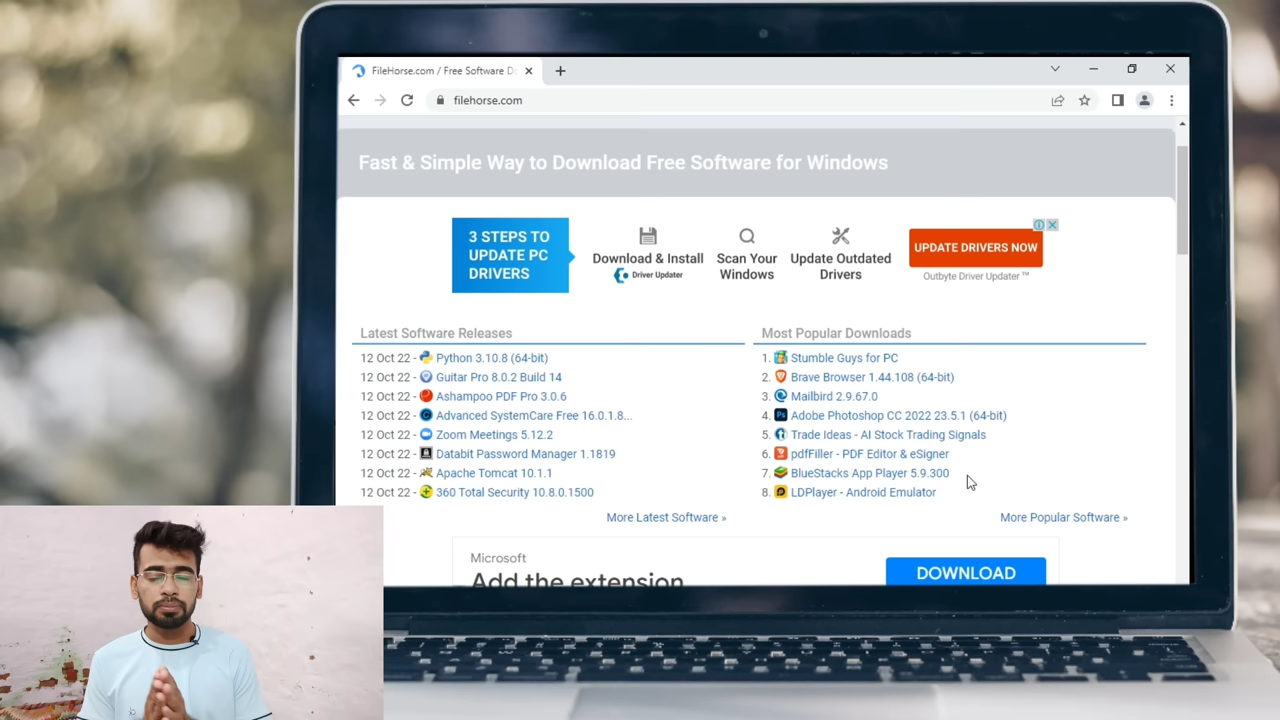 FileHorse.com / Free Software D
filehorse.com
Fast & Simple Way to Download Free Software for Windows
3 STEPS TO
UPDATE PC
DRIVERS
Download & Install
Driver Updater
Scan Your
Windows
Update Outdated
Drivers
UPDATE DRIVERS NOW
Outbyte Driver Updater ™
Latest Software Releases
12 Oct 22 - Python 3.10.8 (64-bit)
12 Oct 22 - Guitar Pro 8.0.2 Build 14
12 Oct 22 - Ashampoo PDF Pro 3.0.6
12 Oct 22 - Advanced SystemCare Free 16.0.1.8...
12 Oct 22 - Zoom Meetings 5.12.2
12 Oct 22 - Databit Password Manager 1.1819
12 Oct 22 - Apache Tomcat 10.1.1
12 Oct 22 - 360 Total Security 10.8.0.1500
More Latest Software »
Most Popular Downloads
1. Stumble Guys for PC
2. Brave Browser 1.44.108 (64-bit)
3. Mailbird 2.9.67.0
4. Ps Adobe Photoshop CC 2022 23.5.1 (64-bit)
5. Trade Ideas - AI Stock Trading Signals
6. pdfFiller - PDF Editor & eSigner
7. BlueStacks App Player 5.9.300
8. LDPlayer - Android Emulator
More Popular Software »
Microsoft
Add the extension
DOWNLOAD